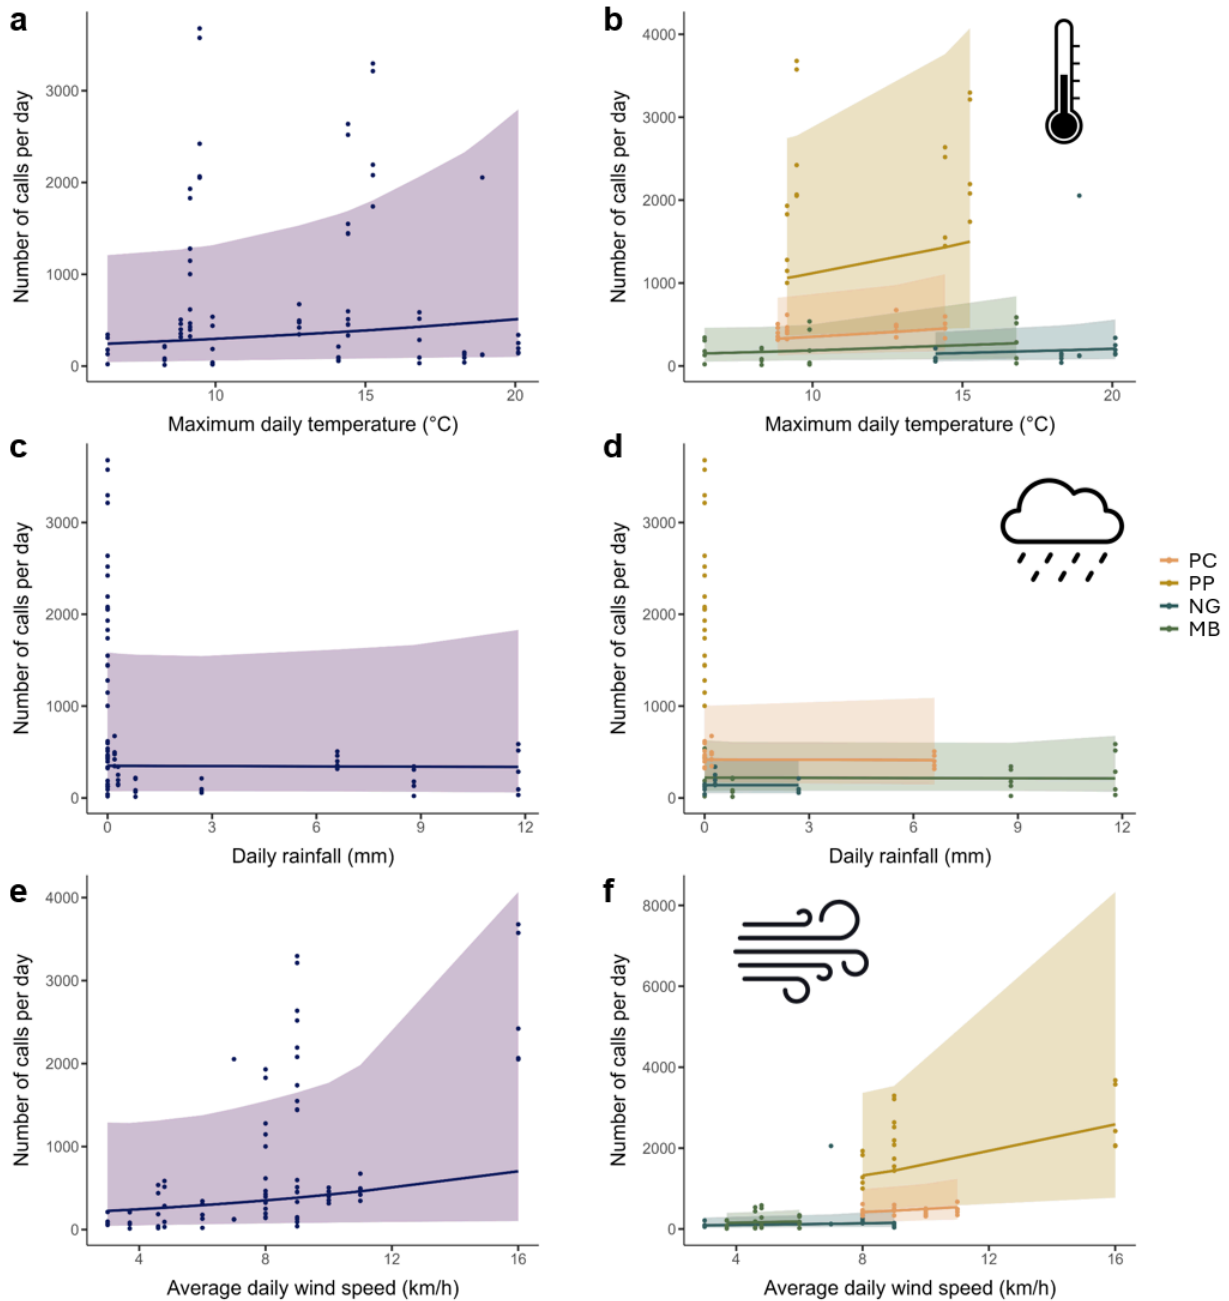 a
Number of calls per day
3000
2000
1000
0
10
15
20
Maximum daily temperature (°C)
b
Number of calls per day
4000
3000
2000
1000
0
10
15
20
Maximum daily temperature (°C)
c
Number of calls per day
3000
2000
1000
0
0
3
6
9
12
Daily rainfall (mm)
d
Number of calls per day
3000
2000
1000
0
0
3
6
9
12
Daily rainfall (mm)
PC
PP
NG
MB
e
Number of calls per day
4000
3000
2000
1000
0
4
8
12
16
Average daily wind speed (km/h)
f
Number of calls per day
8000
6000
4000
2000
0
4
8
12
16
Average daily wind speed (km/h)